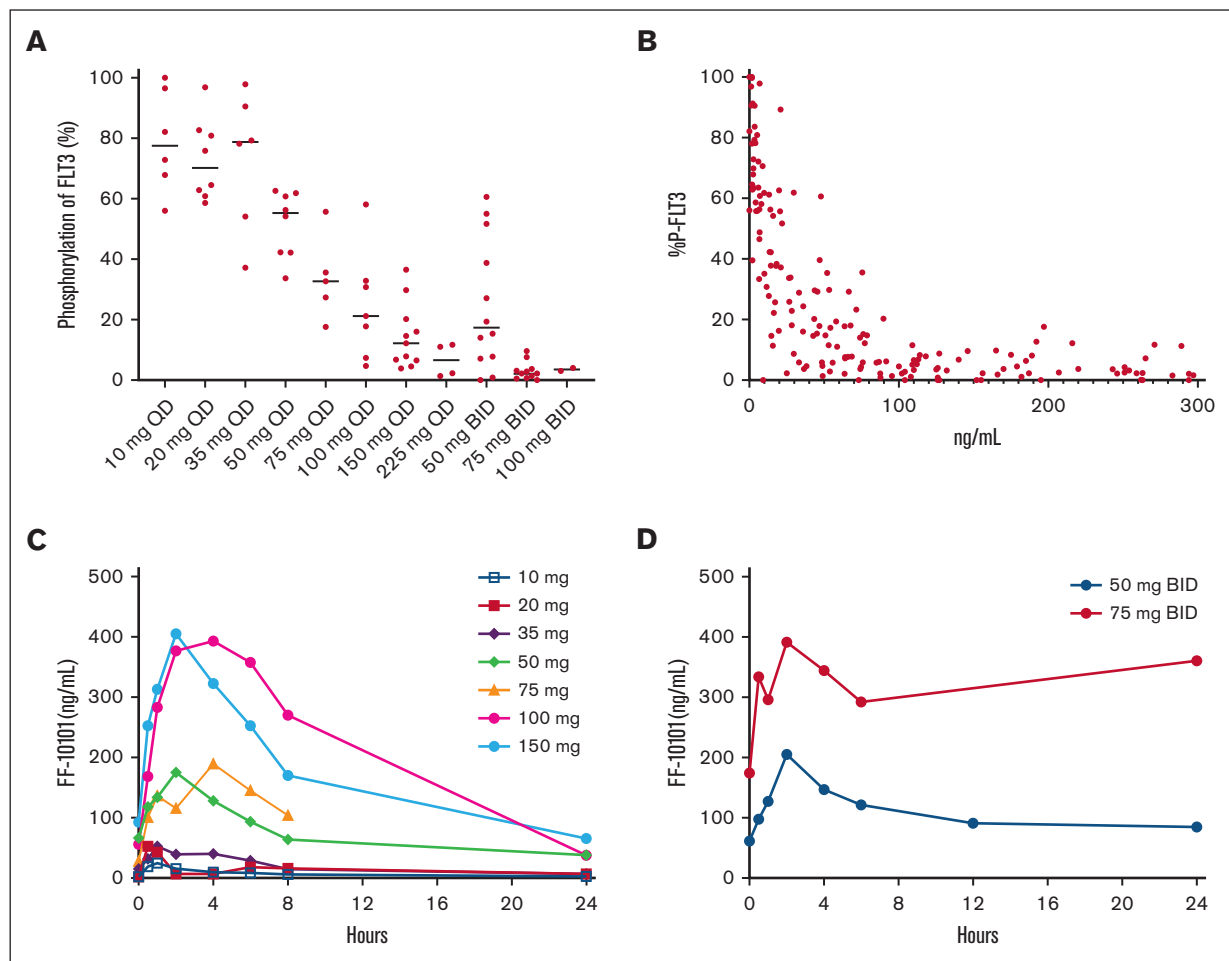 A
Phosphorylation of FLT3 (%)
100
80
60
40
20
0
10 mg QD
20 mg QD
35 mg QD
50 mg QD
75 mg QD
100 mg QD
150 mg QD
225 mg QD
50 mg BID
75 mg BID
100 mg BID
B
%P-FLT3
100
80
60
40
20
0
0 100 200 300
ng/mL
C
FF-10101 (ng/mL)
500
400
300
200
100
0
0 4 8 12 16 20 24
Hours
10 mg
20 mg
35 mg
50 mg
75 mg
100 mg
150 mg
D
FF-10101 (ng/mL)
500
400
300
200
100
0
0 4 8 12 16 20 24
Hours
50 mg BID
75 mg BID